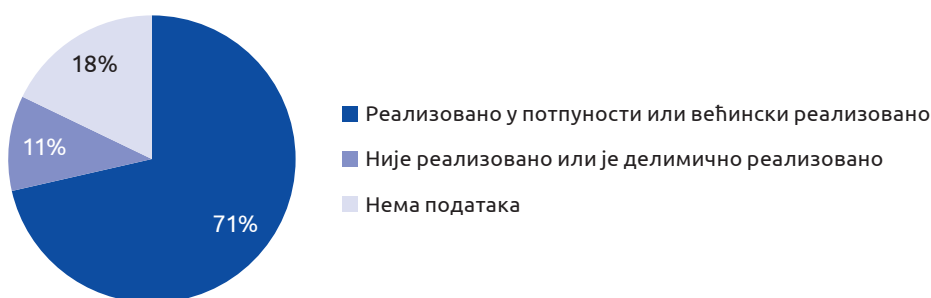 18%
11%
71%
Реализовано у потпуности или већински реализовано
Није реализовано или је делимично реализовано
Нема података